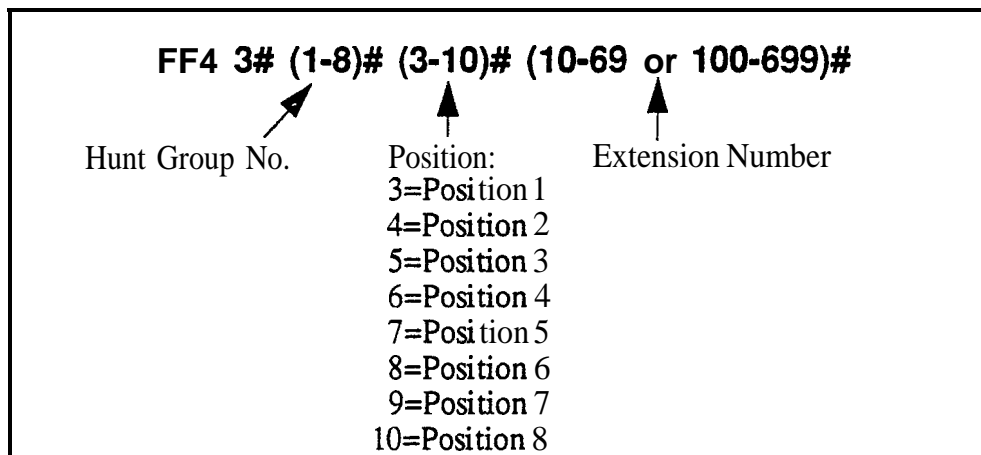 FF4 3# (1-8)# (3-10)# (10-69 or 100-699)#
Hunt Group No. Position: Extension Number
3=Position 1
4=Position 2
5=Position 3
6=Position 4
7=Position 5
8=Position 6
9=Position 7
10=Position 8